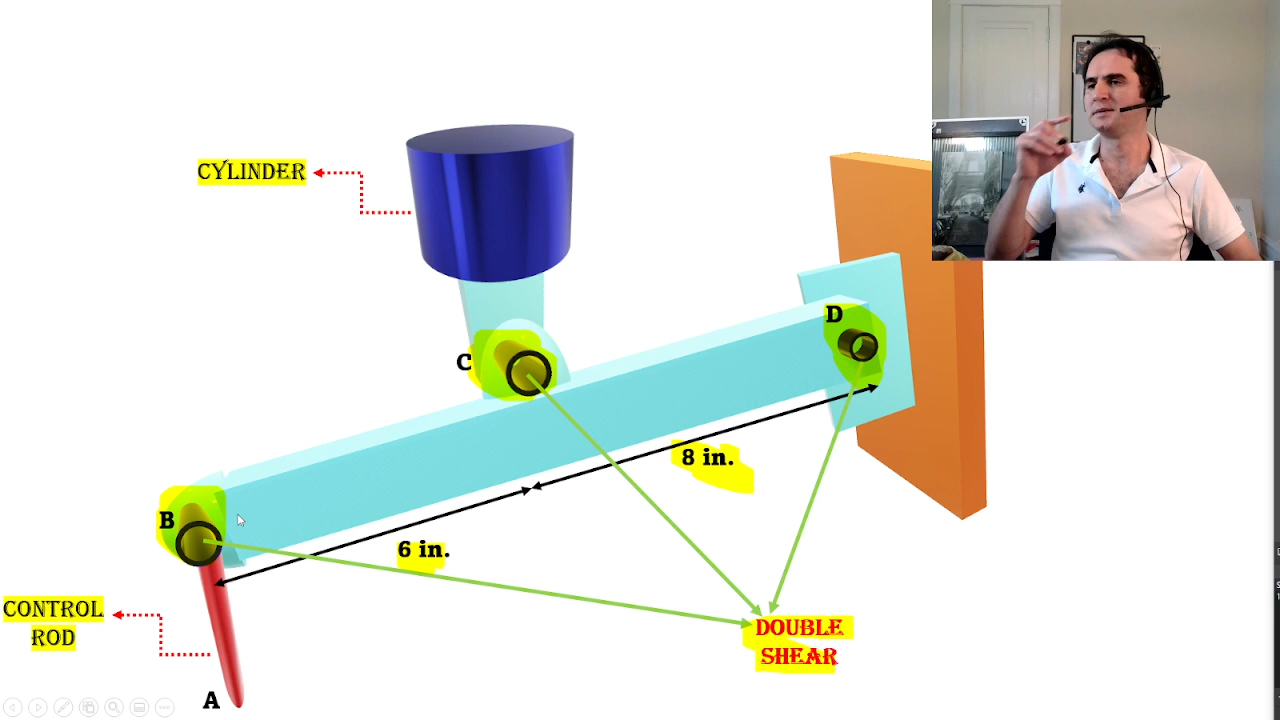 CYLINDER
D
C
8 in.
B
6 in.
CONTROL
ROD
DOUBLE
SHEAR
A